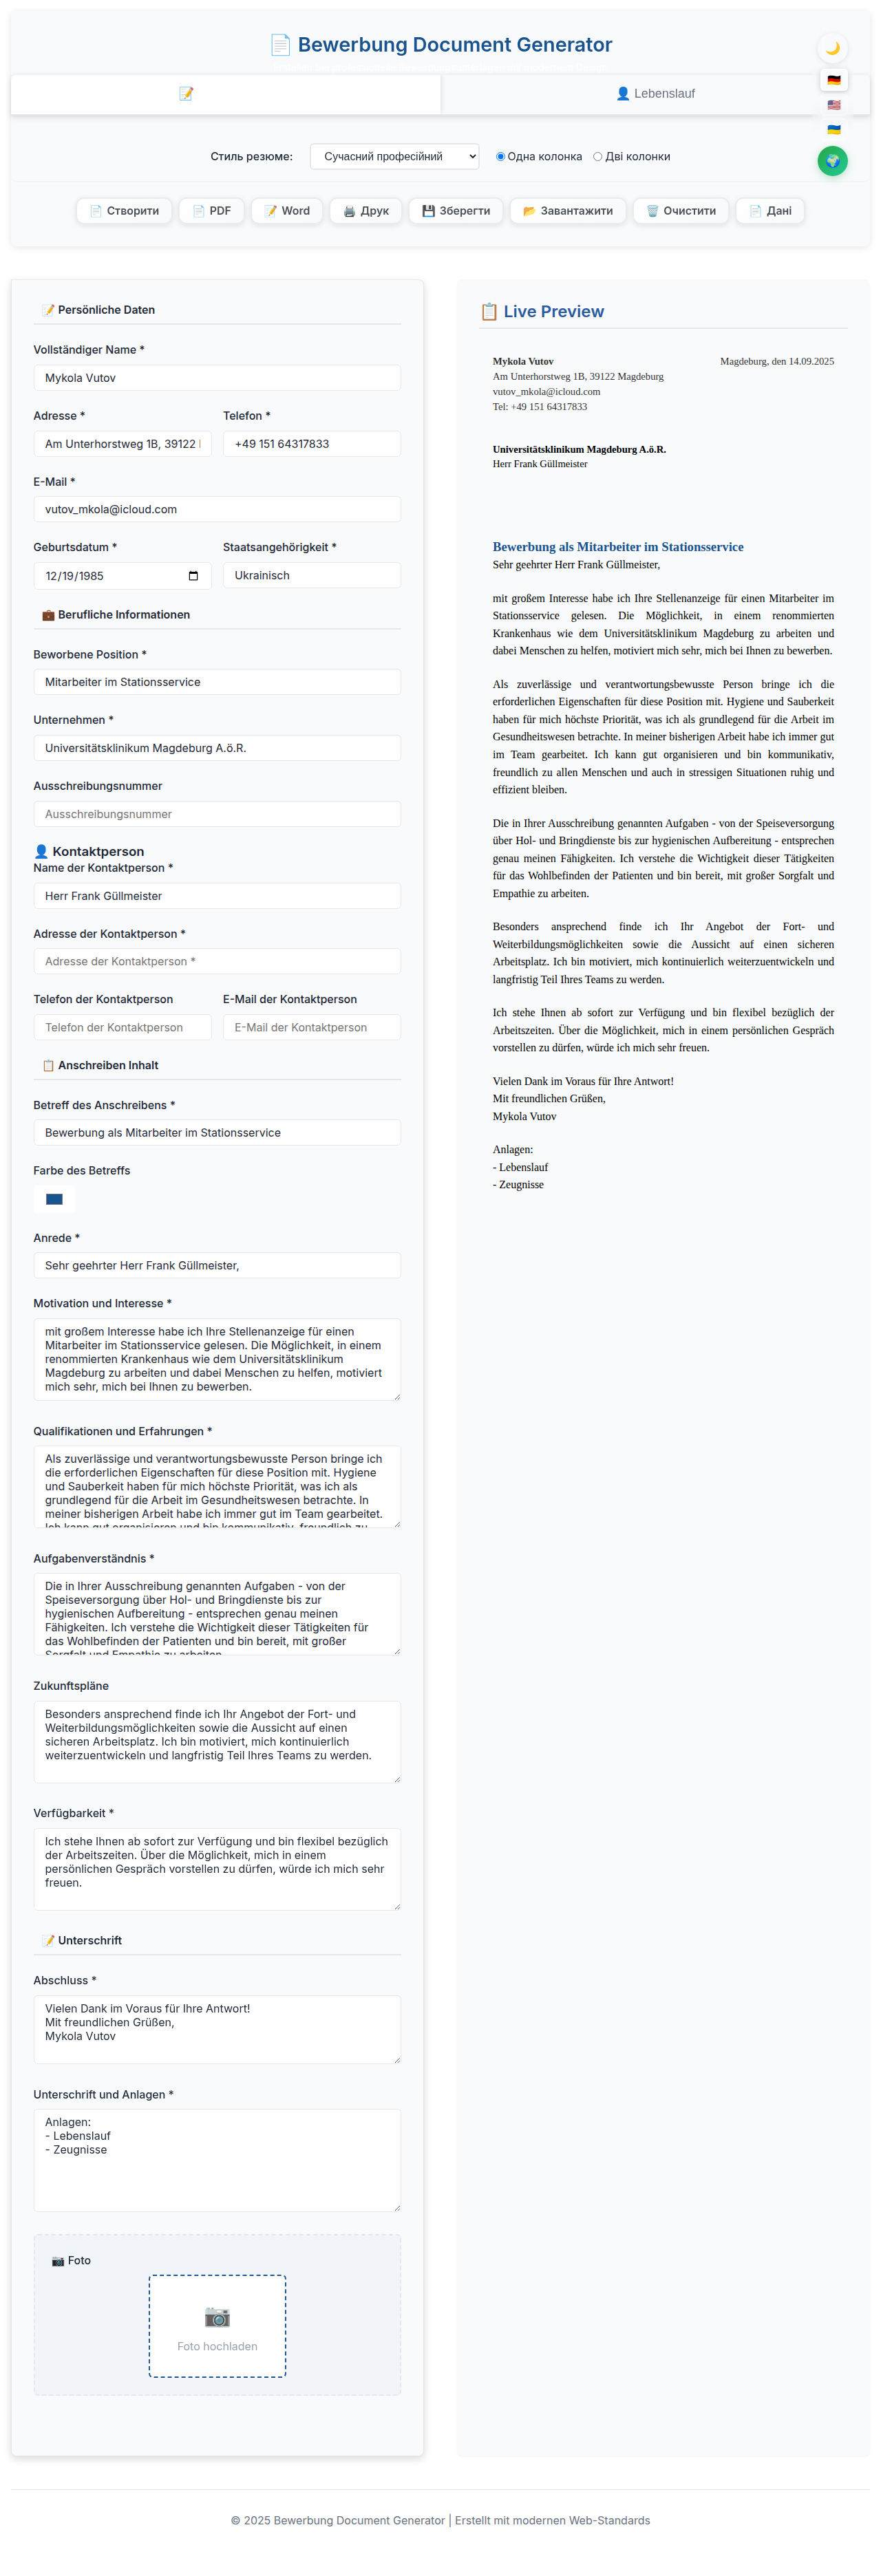 Bewerbung Document Generator
Lebenslauf
Стиль резюме:
Сучасний професійний
Одна колонка
Дві колонки
Створити
PDF
Word
Друк
Зберегти
Завантажити
Очистити
Дані
Persönliche Daten
Vollständiger Name *
Mykola Vutov
Adresse *
Telefon *
Am Unterhorstweg 1B, 39122
+49 151 64317833
E-Mail *
vutov_mkola@icloud.com
Geburtsdatum *
Staatsangehörigkeit *
12/19/1985
Ukrainisch
Berufliche Informationen
Beworbene Position *
Mitarbeiter im Stationsservice
Unternehmen *
Universitätsklinikum Magdeburg A.ö.R.
Ausschreibungsnummer
Ausschreibungsnummer
Kontaktperson
Name der Kontaktperson *
Herr Frank Güllmeister
Adresse der Kontaktperson *
Adresse der Kontaktperson *
Telefon der Kontaktperson
E-Mail der Kontaktperson
Telefon der Kontaktperson
E-Mail der Kontaktperson
Anschreiben Inhalt
Betreff des Anschreibens *
Bewerbung als Mitarbeiter im Stationsservice
Farbe des Betreffs
Anrede *
Sehr geehrter Herr Frank Güllmeister,
Motivation und Interesse *
mit großem Interesse habe ich Ihre Stellenanzeige für einen
Mitarbeiter im Stationsservice gelesen. Die Möglichkeit, in einem
renommierten Krankenhaus wie dem Universitätsklinikum
Magdeburg zu arbeiten und dabei Menschen zu helfen, motiviert
mich sehr, mich bei Ihnen zu bewerben.
Qualifikationen und Erfahrungen *
Als zuverlässige und verantwortungsbewusste Person bringe ich
die erforderlichen Eigenschaften für diese Position mit. Hygiene
und Sauberkeit haben für mich höchste Priorität, was ich als
grundlegend für die Arbeit im Gesundheitswesen betrachte. In
meiner bisherigen Arbeit habe ich immer gut im Team gearbeitet.
Ich kann gut organisieren und bin kommunikativ, freundlich zu
Aufgabenverständnis *
Die in Ihrer Ausschreibung genannten Aufgaben - von der
Speiseversorgung über Hol- und Bringdienste bis zur
hygienischen Aufbereitung - entsprechen genau meinen
Fähigkeiten. Ich verstehe die Wichtigkeit dieser Tätigkeiten für
das Wohlbefinden der Patienten und bin bereit, mit großer
Sorgfalt und Empathie zu arbeiten.
Zukunftspläne
Besonders ansprechend finde ich Ihr Angebot der Fort- und
Weiterbildungsmöglichkeiten sowie die Aussicht auf einen
sicheren Arbeitsplatz. Ich bin motiviert, mich kontinuierlich
weiterzuentwickeln und langfristig Teil Ihres Teams zu werden.
Verfügbarkeit *
Ich stehe Ihnen ab sofort zur Verfügung und bin flexibel bezüglich
der Arbeitszeiten. Über die Möglichkeit, mich in einem
persönlichen Gespräch vorstellen zu dürfen, würde ich mich sehr
freuen.
Unterschrift
Abschluss *
Vielen Dank im Voraus für Ihre Antwort!
Mit freundlichen Grüßen,
Mykola Vutov
Unterschrift und Anlagen *
Anlagen:
- Lebenslauf
- Zeugnisse
Foto
Foto hochladen
Live Preview
Mykola Vutov
Magdeburg, den 14.09.2025
Am Unterhorstweg 1B, 39122 Magdeburg
vutov_mkola@icloud.com
Tel: +49 151 64317833
Universitätsklinikum Magdeburg A.ö.R.
Herr Frank Güllmeister
Bewerbung als Mitarbeiter im Stationsservice
Sehr geehrter Herr Frank Güllmeister,
mit großem Interesse habe ich Ihre Stellenanzeige für einen Mitarbeiter im
Stationsservice gelesen. Die Möglichkeit, in einem renommierten
Krankenhaus wie dem Universitätsklinikum Magdeburg zu arbeiten und
dabei Menschen zu helfen, motiviert mich sehr, mich bei Ihnen zu bewerben.
Als zuverlässige und verantwortungsbewusste Person bringe ich die
erforderlichen Eigenschaften für diese Position mit. Hygiene und Sauberkeit
haben für mich höchste Priorität, was ich als grundlegend für die Arbeit im
Gesundheitswesen betrachte. In meiner bisherigen Arbeit habe ich immer gut
im Team gearbeitet. Ich kann gut organisieren und bin kommunikativ,
freundlich zu allen Menschen und auch in stressigen Situationen ruhig und
effizient bleiben.
Die in Ihrer Ausschreibung genannten Aufgaben - von der Speiseversorgung
über Hol- und Bringdienste bis zur hygienischen Aufbereitung - entsprechen
genau meinen Fähigkeiten. Ich verstehe die Wichtigkeit dieser Tätigkeiten
für das Wohlbefinden der Patienten und bin bereit, mit großer Sorgfalt und
Empathie zu arbeiten.
Besonders ansprechend finde ich Ihr Angebot der Fort- und
Weiterbildungsmöglichkeiten sowie die Aussicht auf einen sicheren
Arbeitsplatz. Ich bin motiviert, mich kontinuierlich weiterzuentwickeln und
langfristig Teil Ihres Teams zu werden.
Ich stehe Ihnen ab sofort zur Verfügung und bin flexibel bezüglich der
Arbeitszeiten. Über die Möglichkeit, mich in einem persönlichen Gespräch
vorstellen zu dürfen, würde ich mich sehr freuen.
Vielen Dank im Voraus für Ihre Antwort!
Mit freundlichen Grüßen,
Mykola Vutov
Anlagen:
- Lebenslauf
- Zeugnisse
© 2025 Bewerbung Document Generator | Erstellt mit modernen Web-Standards